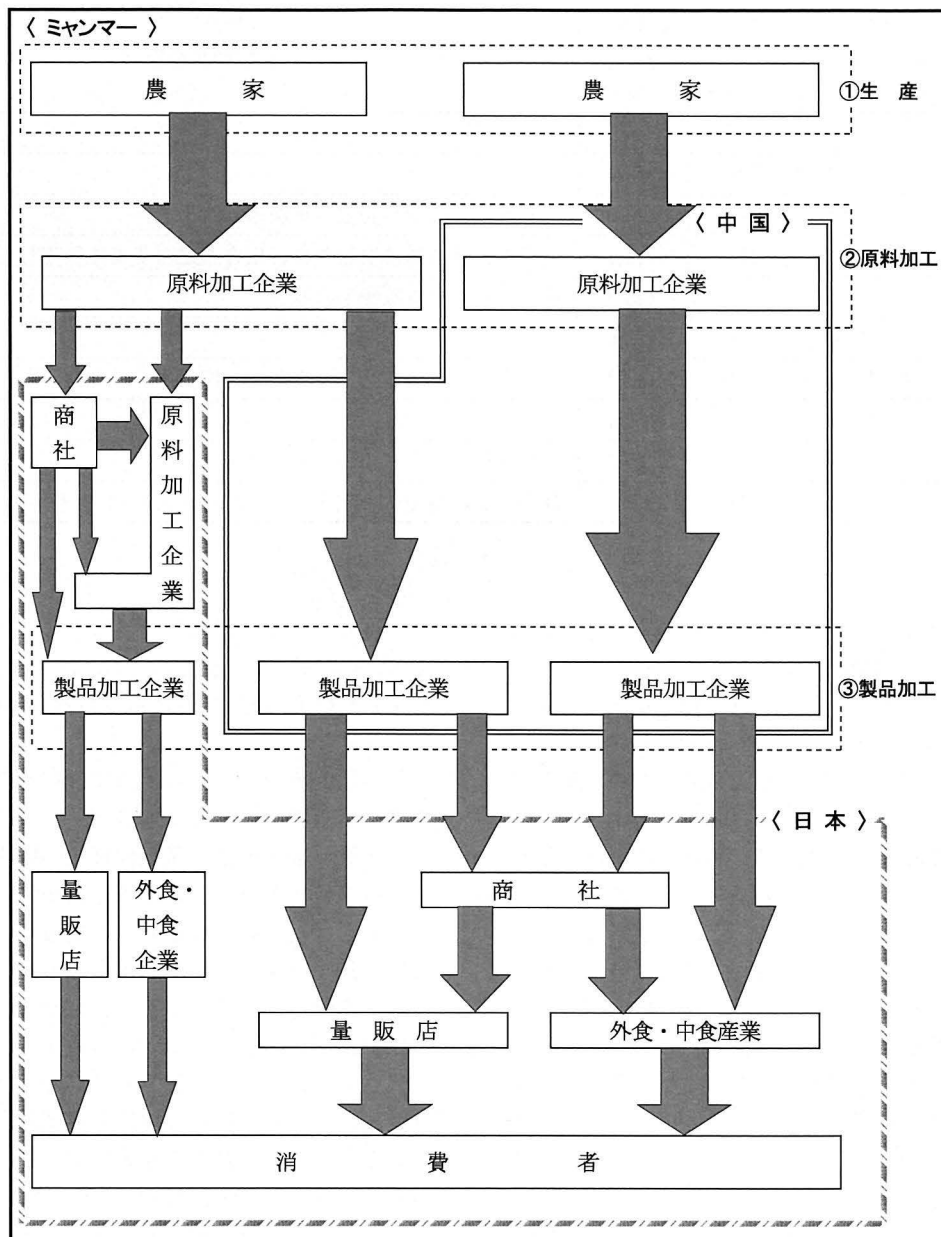 〈 ミャンマー 〉
農　家
農　家
①生　産
〈 中 国 〉
②原料加工
原料加工企業
原料加工企業
商社
原料加工企業
製品加工企業
製品加工企業
製品加工企業
③製品加工
〈 日 本 〉
量販店
外食・
中食
企業
商　社
量 販 店
外食・中食産業
消　費　者